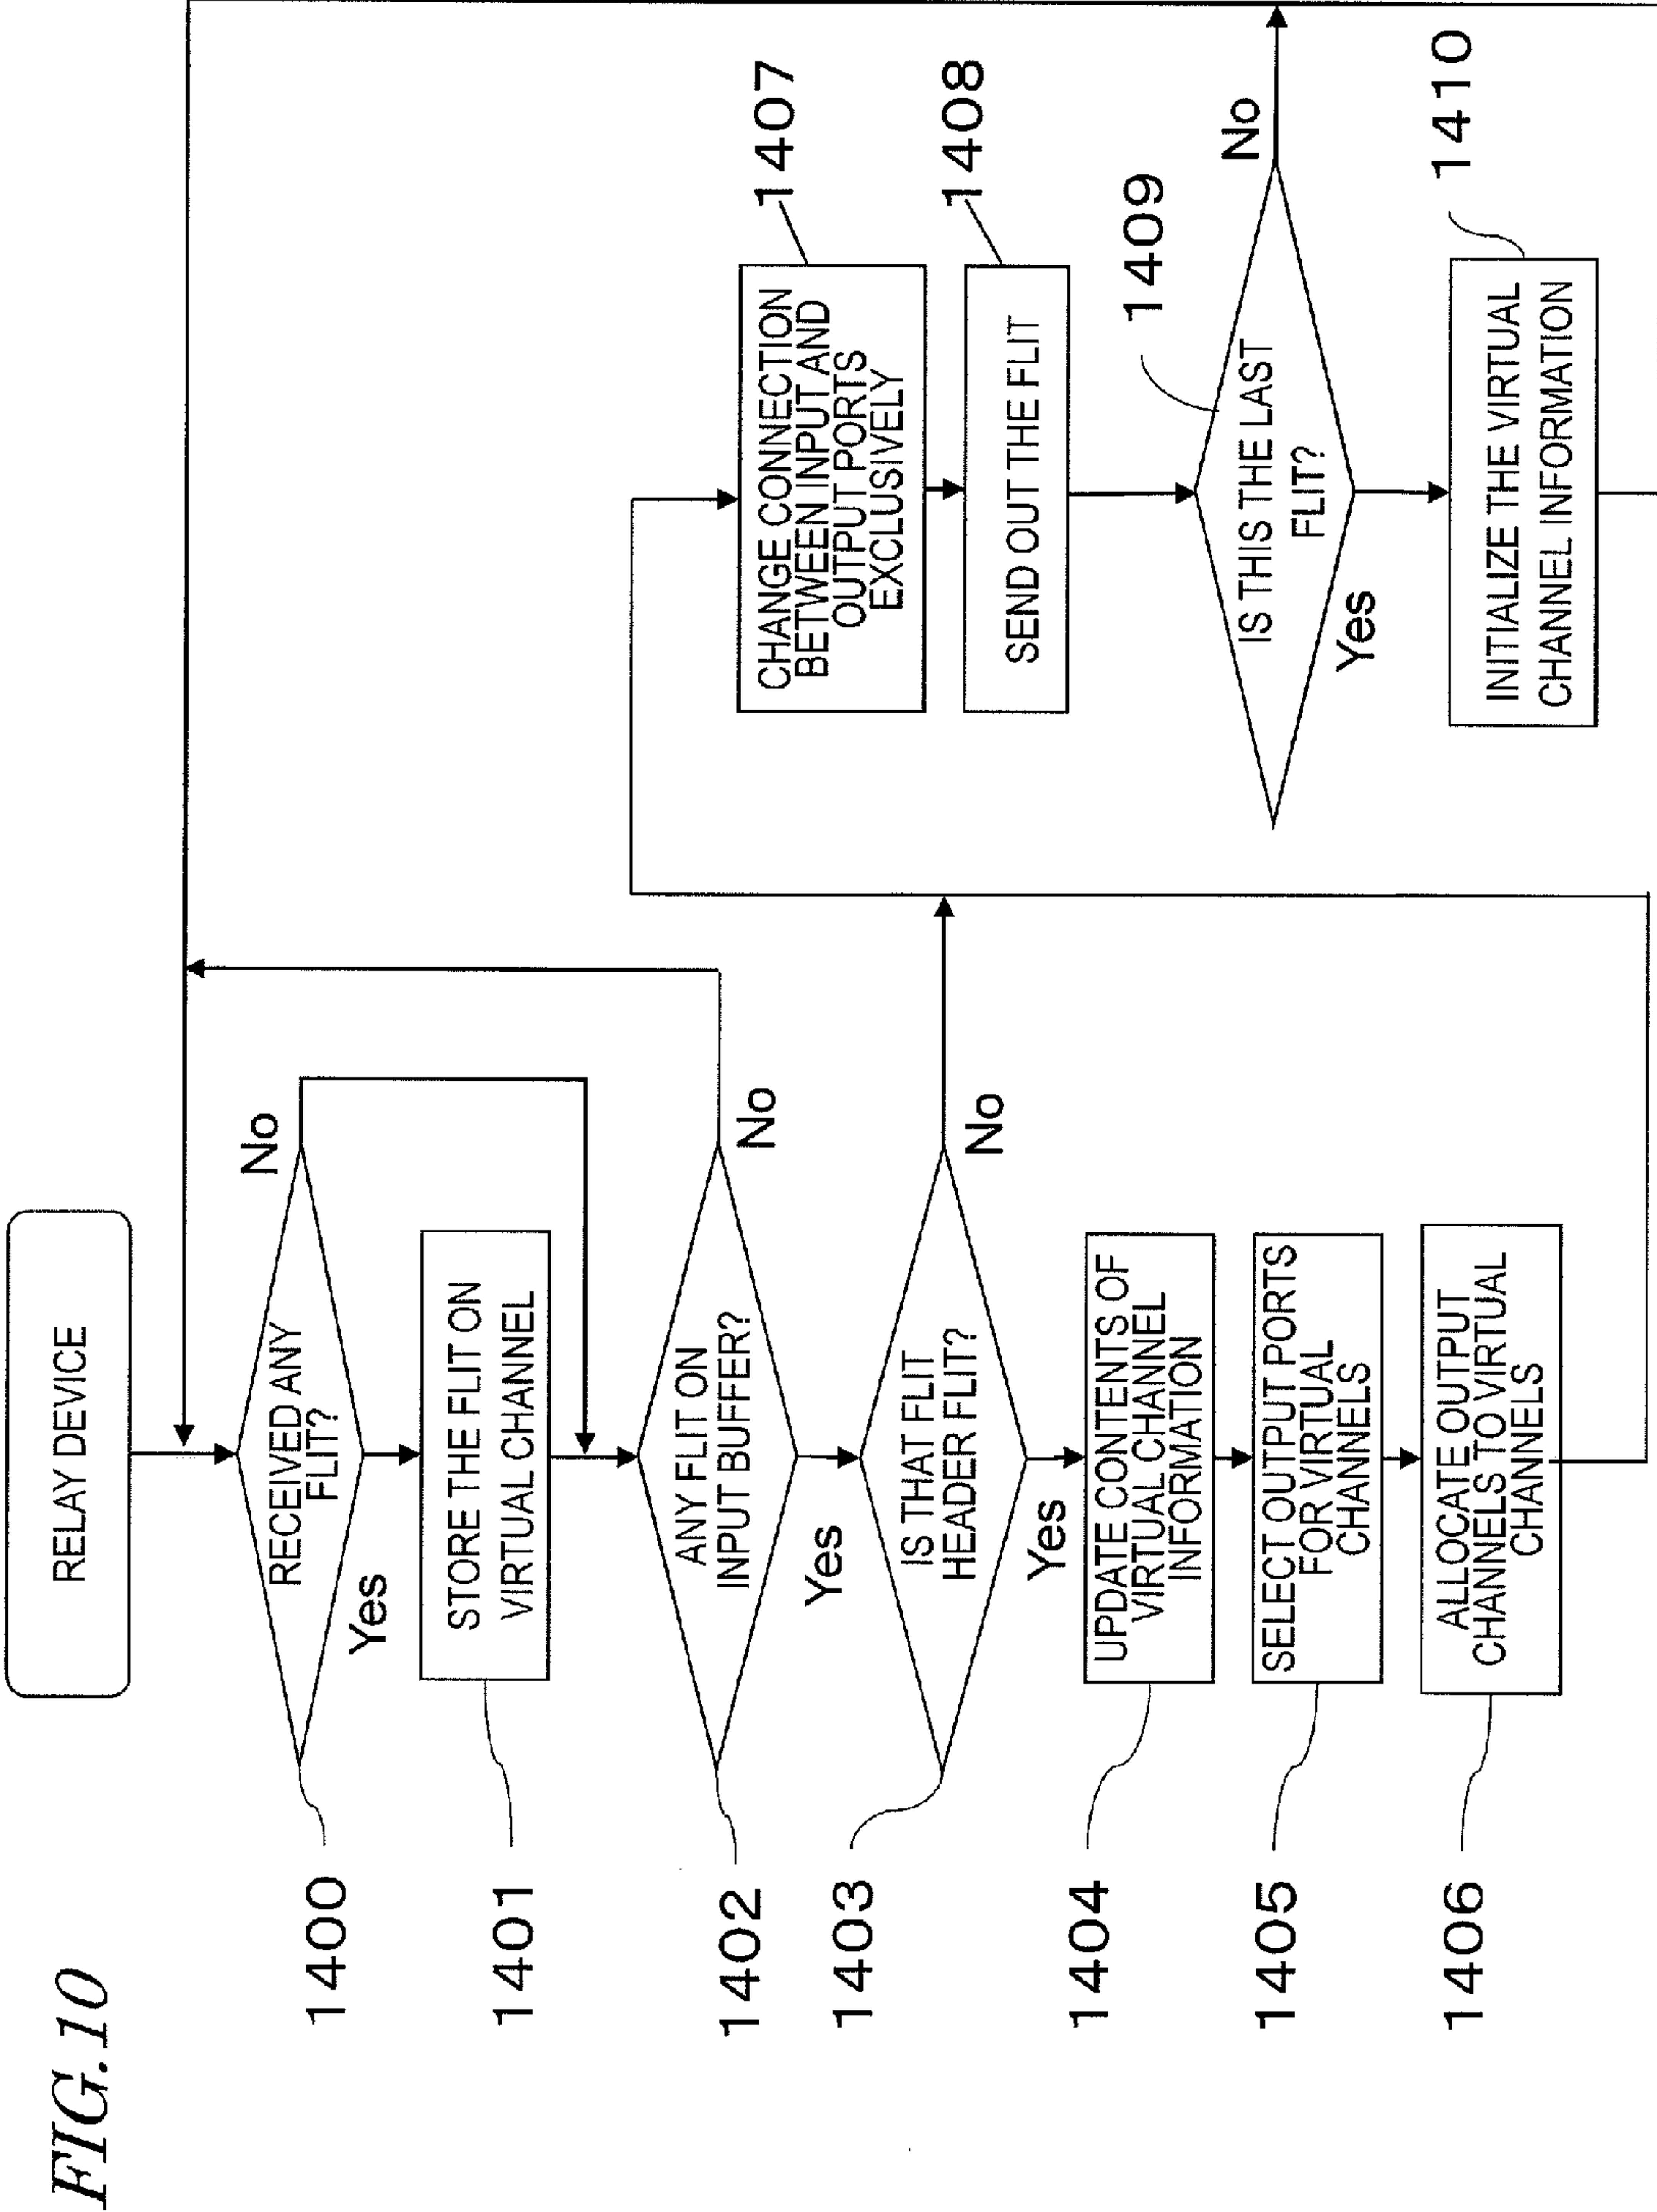 FIG.10
RELAY DEVICE
1400
RECEIVED ANY
FLIT?
No
Yes
1401
STORE THE FLIT ON
VIRTUAL CHANNEL
1402
ANY FLIT ON
INPUT BUFFER?
No
Yes
1403
IS THAT FLIT
HEADER FLIT?
No
Yes
1404
UPDATE CONTENTS OF
VIRTUAL CHANNEL
INFORMATION
1405
SELECT OUTPUT PORTS
FOR VIRTUAL
CHANNELS
1406
ALLOCATE OUTPUT
CHANNELS TO VIRTUAL
CHANNELS
CHANGE CONNECTION
BETWEEN INPUT AND
OUTPUT PORTS
EXCLUSIVELY
1407
SEND OUT THE FLIT
1408
1409
IS THIS THE LAST
FLIT?
No
Yes
INITIALIZE THE VIRTUAL
CHANNEL INFORMATION
1410